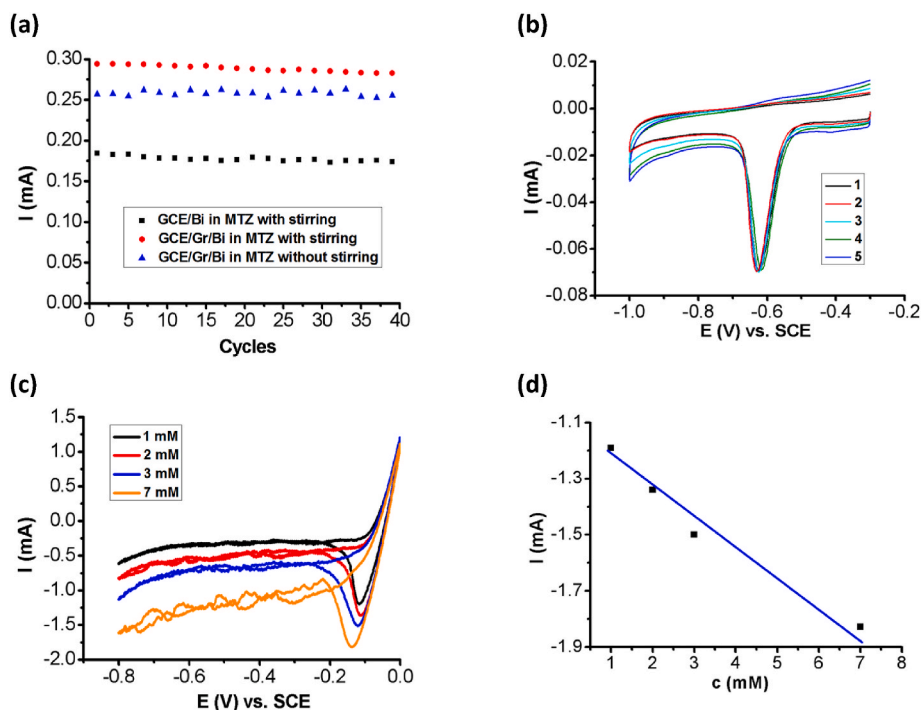 (a)
0.30
0.25
0.20
0.15
0.10
0.05
0.00
I (mA)
GCE/Bi in MTZ with stirring
GCE/Gr/Bi in MTZ with stirring
GCE/Gr/Bi in MTZ without stirring
0 5 10 15 20 25 30 35 40
Cycles
(b)
0.00
-0.02
-0.04
-0.06
-0.08
I (mA)
1
2
3
4
5
-1.0 -0.8 -0.6 -0.4 -0.2
E (V) vs. SCE
(c)
1.5
1.0
0.5
0.0
-0.5
-1.0
-1.5
-2.0
I (mA)
1 mM
2 mM
3 mM
7 mM
-0.8 -0.6 -0.4 -0.2 0.0
E (V) vs. SCE
(d)
-1.1
-1.3
-1.5
-1.7
-1.9
I (mA)
1 2 3 4 5 6 7 8
c (mM)